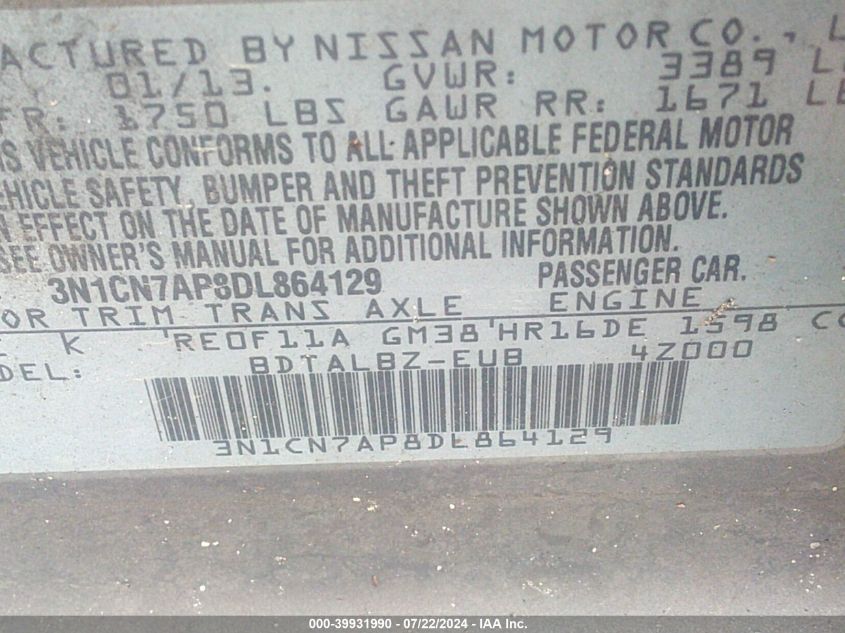 ACTURED BY NISSAN MOTOR CO., L
01/13. GVWR: 3389 L
FR: 1750 LBS GAWR RR: 1671 LB
IS VEHICLE CONFORMS TO ALL APPLICABLE FEDERAL MOTOR
EHICLE SAFETY, BUMPER AND THEFT PREVENTION STANDARDS
N EFFECT ON THE DATE OF MANUFACTURE SHOWN ABOVE.
SEE OWNER'S MANUAL FOR ADDITIONAL INFORMATION.
3N1CN7AP8DL864129 PASSENGER CAR.
OR TRIM TRANS AXLE ENGINE
K RE0F11A GM38 HR16DE 1598 CC
DEL: BDTALBZ-EUB 4Z000
3N1CN7AP8DL864129
000-39931990 - 07/22/2024 - IAA Inc.